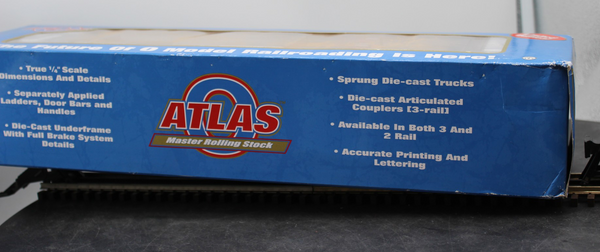 Future Of O Model Railroading Is Here!
• True ¼" Scale
Dimensions And Details
• Separately Applied
Ladders, Door Bars and
Handles
• Die-Cast Underframe
With Full Brake System
Details
ATLAS
O
Master Rolling Stock
• Sprung Die-cast Trucks
• Die-cast Articulated
Couplers [3-rail]
• Available In Both 3 And
2 Rail
• Accurate Printing And
Lettering